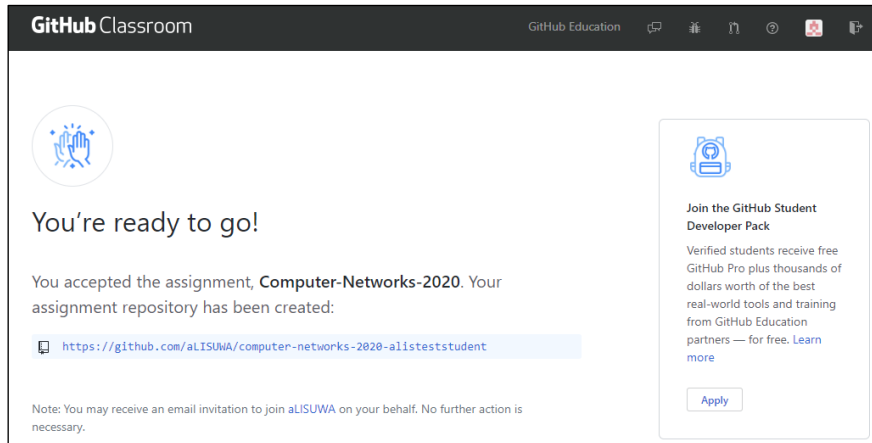 GitHub Classroom
GitHub Education
You're ready to go!
You accepted the assignment, Computer-Networks-2020. Your
assignment repository has been created:
https://github.com/aLISUWA/computer-networks-2020-alisteststudent
Note: You may receive an email invitation to join aLISUWA on your behalf. No further action is
necessary.
Join the GitHub Student
Developer Pack
Verified students receive free
GitHub Pro plus thousands of
dollars worth of the best
real-world tools and training
from GitHub Education
partners — for free. Learn
more
Apply